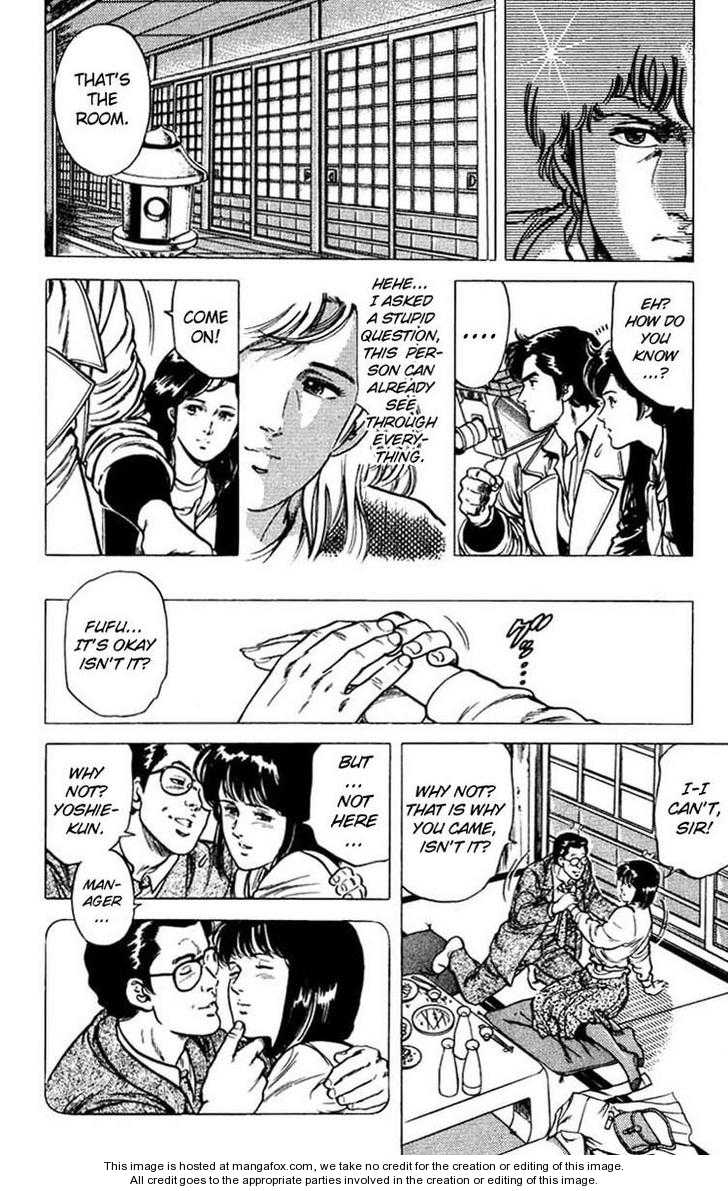 THAT'S
THE
ROOM.
EH?
HOW DO
YOU
KNOW
...?
....
HEHE...
I ASKED
A STUPID
QUESTION,
THIS PER-
SON CAN
ALREADY
SEE
THROUGH
EVERY-
THING.
COME
ON!
FUFU...
IT'S OKAY
ISN'T IT?
I-I
CAN'T,
SIR!
WHY NOT?
THAT IS WHY
YOU CAME,
ISN'T IT?
BUT
...
NOT
HERE
...
WHY
NOT?
YOSHIE-
KUN.
MAN-
AGER
...
This image is hosted at mangafox.com, we take no credit for the creation or editing of this image.
All credit goes to the appropriate parties involved in the creation or editing of this image.